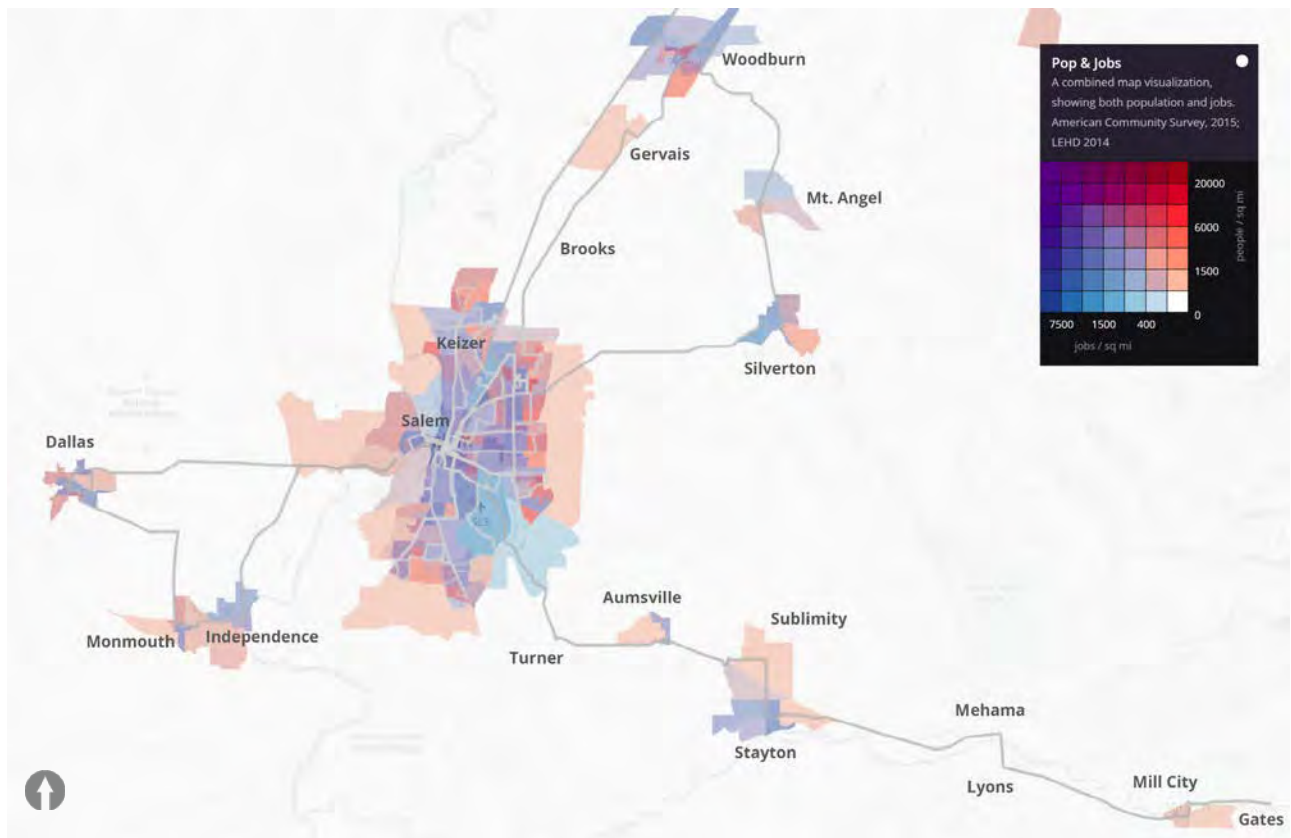 Woodburn
Pop & Jobs
A combined map visualization,
showing both population and jobs.
American Community Survey, 2015;
LEHD 2014
20000
6000
1500
0
people / sq mi
7500 1500 400
jobs / sq mi
Gervais
Mt. Angel
Brooks
Keizer
Silverton
Salem
Dallas
Aumsville
Sublimity
Monmouth
Independence
Turner
Mehama
Stayton
Lyons
Mill City
Gates